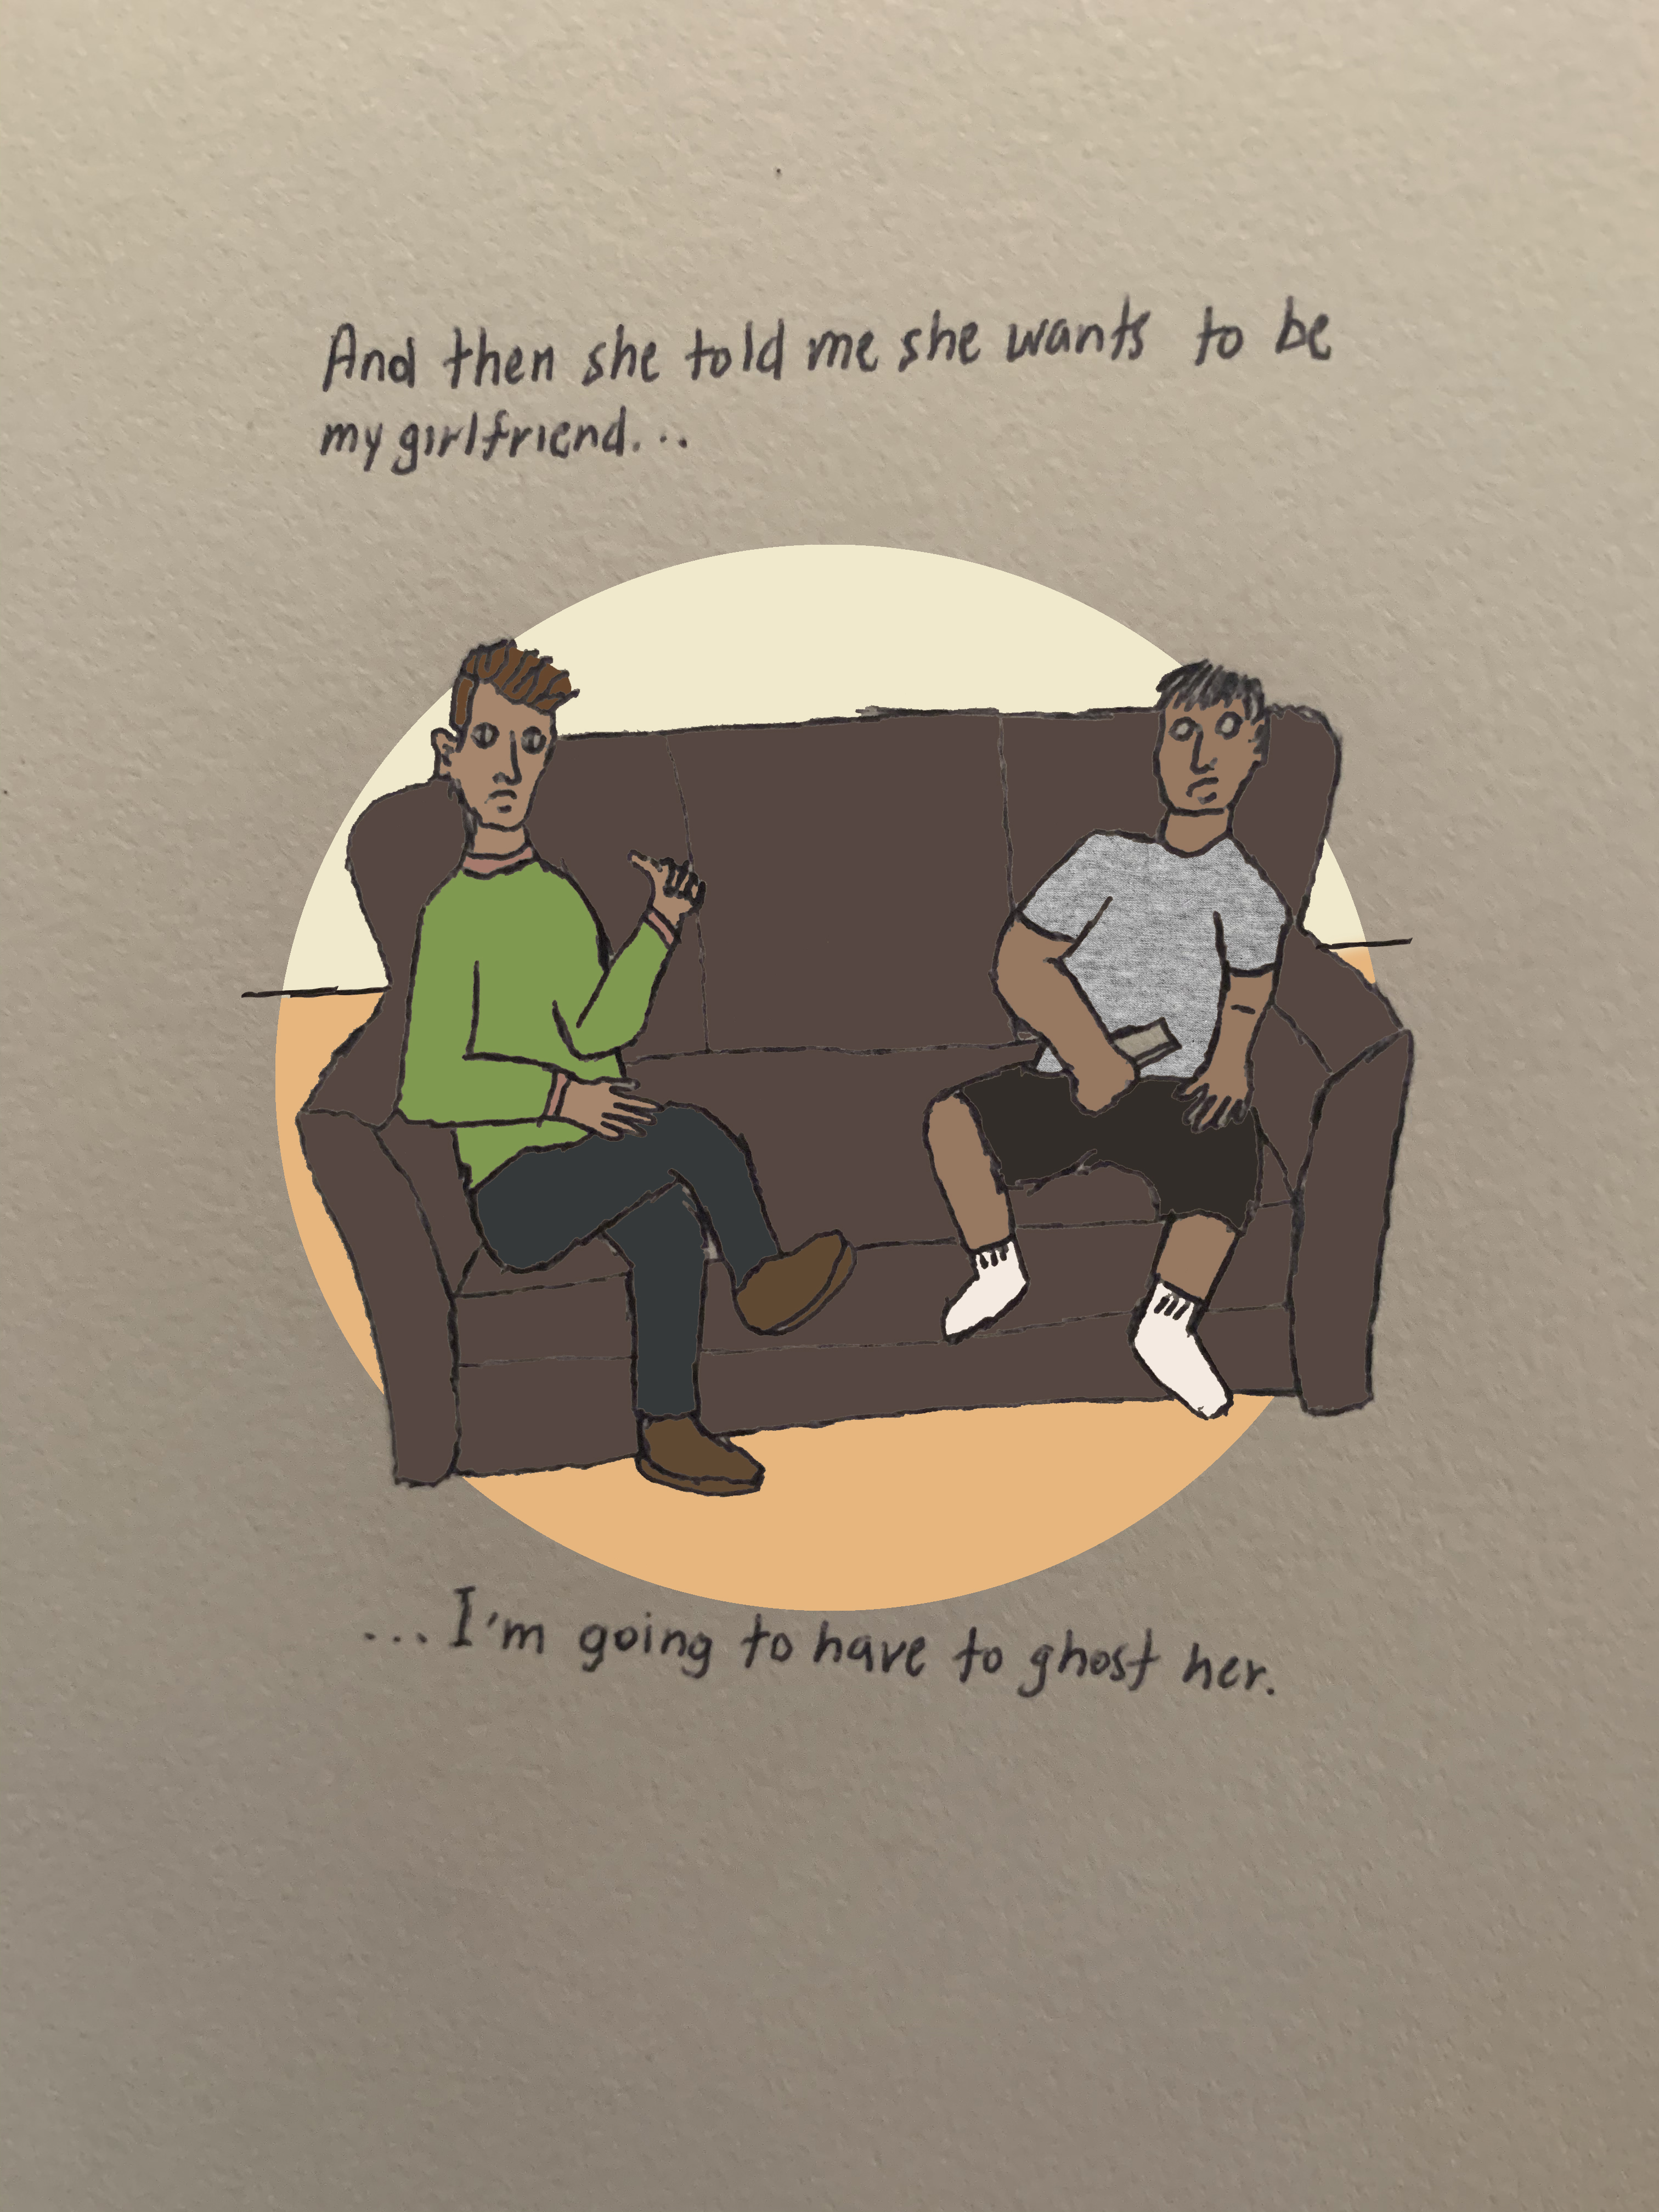 And then she told me she wants to be
my girlfriend...
...I'm going to have to ghost her.